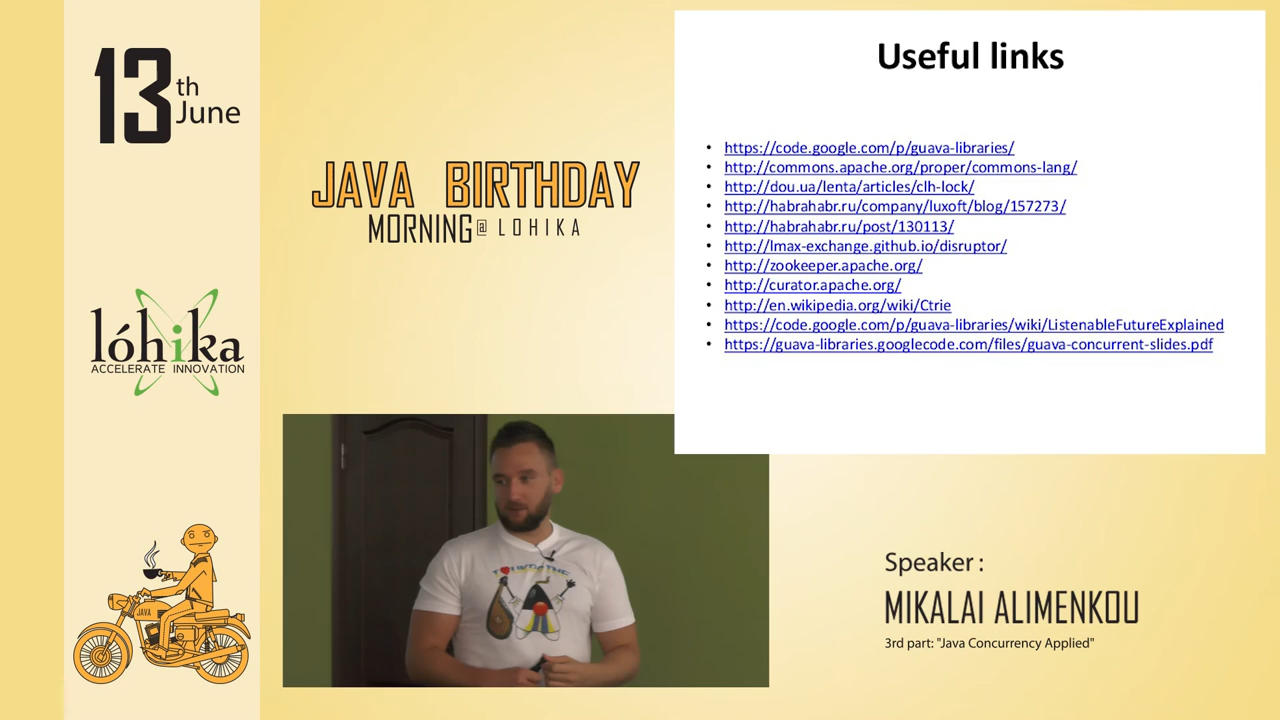 13
th
June
JAVA BIRTHDAY
MORNING@LOHIKA
lóhika
ACCELERATE INNOVATION
JAVA
Useful links
• https://code.google.com/p/guava-libraries/
• http://commons.apache.org/proper/commons-lang/
• http://dou.ua/lenta/articles/clh-lock/
• http://habrahabr.ru/company/luxoft/blog/157273/
• http://habrahabr.ru/post/130113/
• http://lmax-exchange.github.io/disruptor/
• http://zookeeper.apache.org/
• http://curator.apache.org/
• http://en.wikipedia.org/wiki/Ctrie
• https://code.google.com/p/guava-libraries/wiki/ListenableFutureExplained
• https://guava-libraries.googlecode.com/files/guava-concurrent-slides.pdf
Speaker :
MIKALAI ALIMENKOU
3rd part: "Java Concurrency Applied"